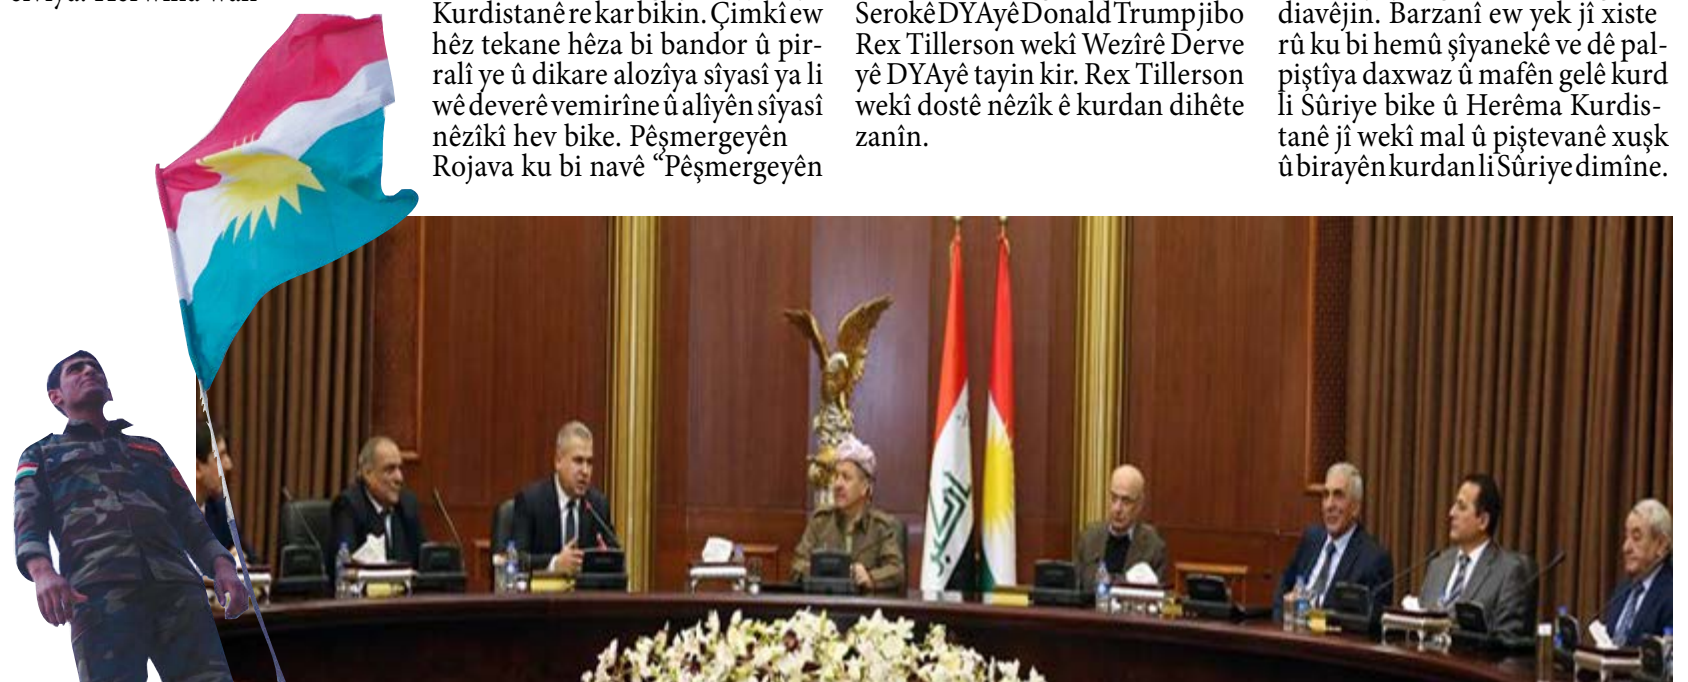 Kurdistanê re kar bikin. Çimkî ew
hêz tekane hêza bi bandor û pir-
ralî ye û dikare alozîya sîyasî ya li
wê deverê vemirîne û alîyên sîyasî
nêzîkî hev bike. Pêşmergeyên
Rojava ku bi navê “Pêşmergeyên
Serokê DYAyê Donald Trump ji bo
Rex Tillerson wekî Wezîrê Derve
yê DYAyê tayin kir. Rex Tillerson
wekî dostê nêzîk ê kurdan dihête
zanîn.
diavêjin. Barzanî ew yek jî xiste
rû ku bi hemû şîyanekê ve dê pal-
piştîya daxwaz û mafên gelê kurd
li Sûriye bike û Herêma Kurdis-
tanê jî wekî mal û piştevanê xuşk
û birayên kurdan li Sûriye dimîne.